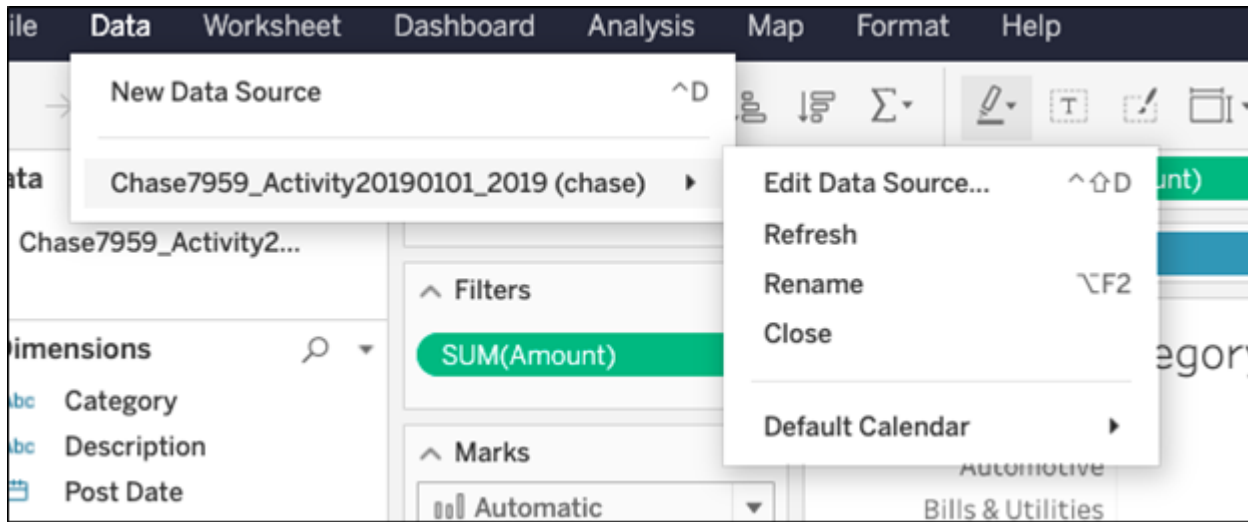 ile Data Worksheet Dashboard Analysis Map Format Help
New Data Source ^D
T
ata
Chase7959_Activity20190101_2019 (chase)
Edit Data Source... ^⇧D
unt)
Chase7959_Activity2...
Refresh
Filters
Rename ⌥F2
Close
Dimensions
SUM(Amount)
egory
Abc Category
Default Calendar
Abc Description
Marks
Automotive
Post Date
Automatic
Bills & Utilities